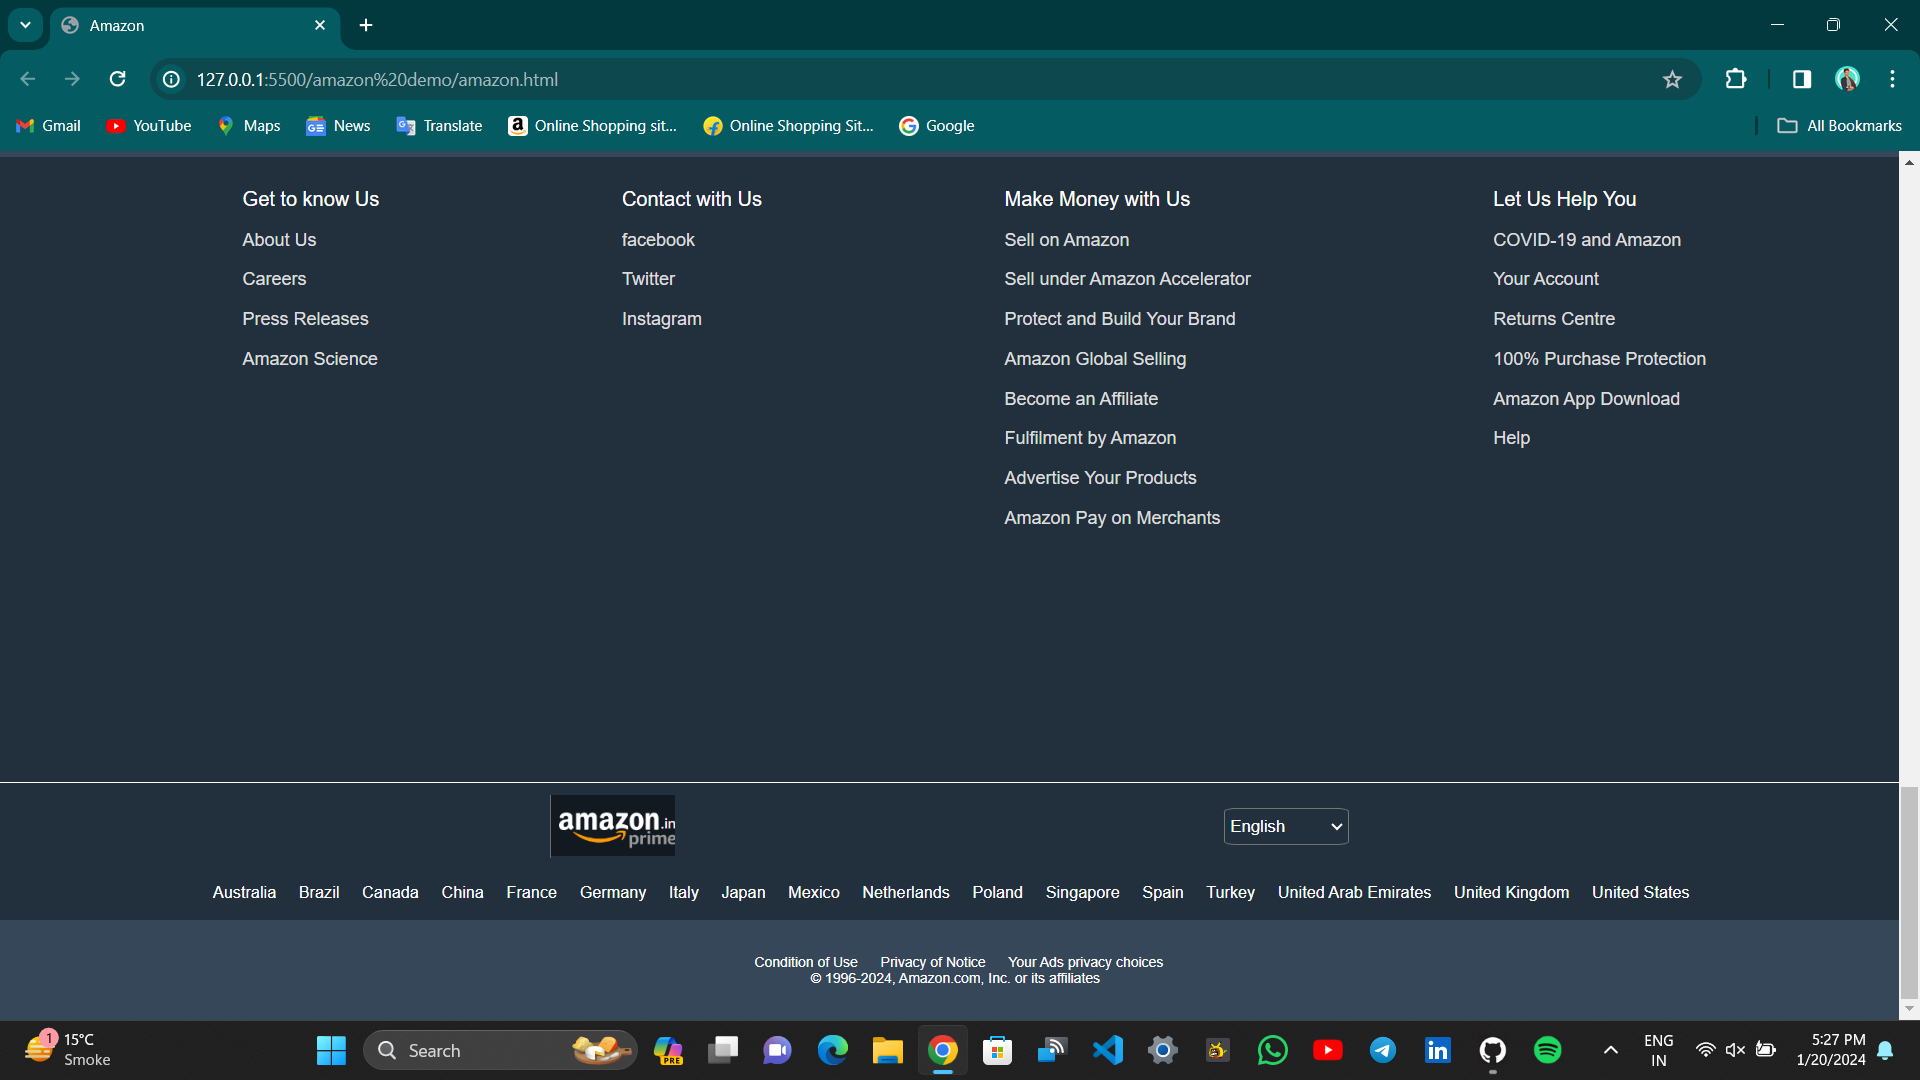 Amazon
127.0.0.1:5500/amazon%20demo/amazon.html
Gmail YouTube Maps News Translate Online Shopping sit... Online Shopping Sit... Google All Bookmarks
Get to know Us
About Us
Careers
Press Releases
Amazon Science
Contact with Us
facebook
Twitter
Instagram
Make Money with Us
Sell on Amazon
Sell under Amazon Accelerator
Protect and Build Your Brand
Amazon Global Selling
Become an Affiliate
Fulfilment by Amazon
Advertise Your Products
Amazon Pay on Merchants
Let Us Help You
COVID-19 and Amazon
Your Account
Returns Centre
100% Purchase Protection
Amazon App Download
Help
amazon.in
prime
English
Australia Brazil Canada China France Germany Italy Japan Mexico Netherlands Poland Singapore Spain Turkey United Arab Emirates United Kingdom United States
Condition of Use Privacy of Notice Your Ads privacy choices
© 1996-2024, Amazon.com, Inc. or its affiliates
1
15°C
Smoke
Search
PRE
ENG
IN
5:27 PM
1/20/2024